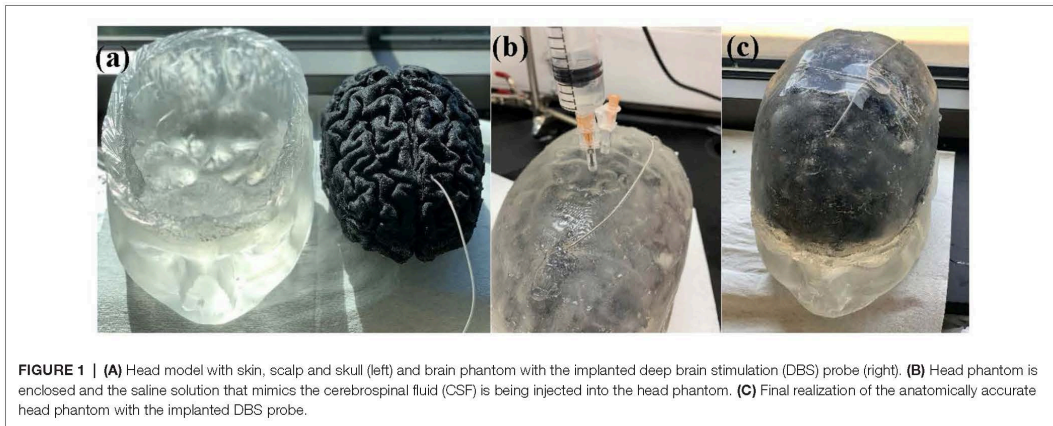 (a)
(b)
(c)
FIGURE 1 | (A) Head model with skin, scalp and skull (left) and brain phantom with the implanted deep brain stimulation (DBS) probe (right). (B) Head phantom is
enclosed and the saline solution that mimics the cerebrospinal fluid (CSF) is being injected into the head phantom. (C) Final realization of the anatomically accurate
head phantom with the implanted DBS probe.